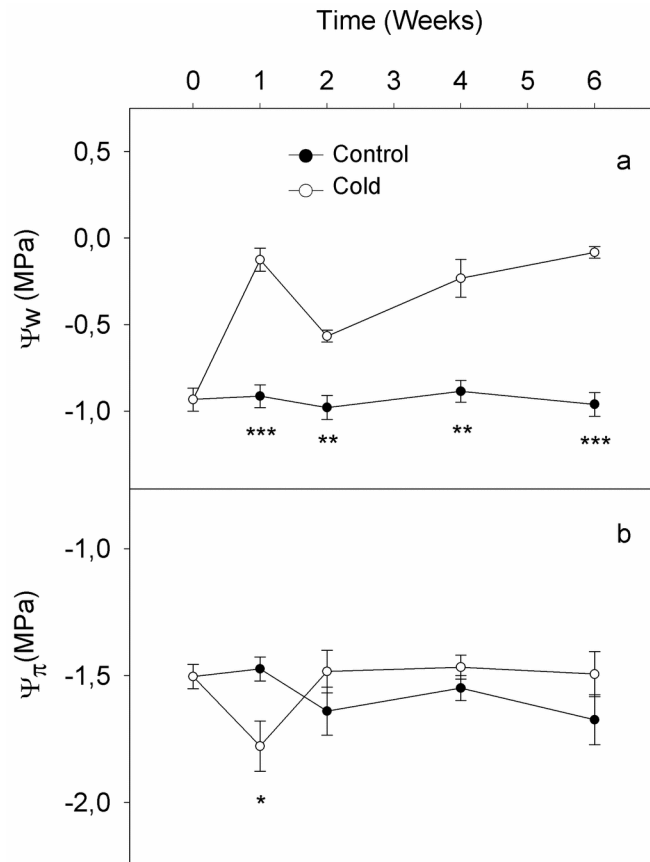 Time (Weeks)
0 1 2 3 4 5 6
Control
Cold
a
0,5
0,0
-0,5
-1,0
Ψw (MPa)
*** ** ** ***
b
-1,0
-1,5
-2,0
Ψπ(MPa)
*